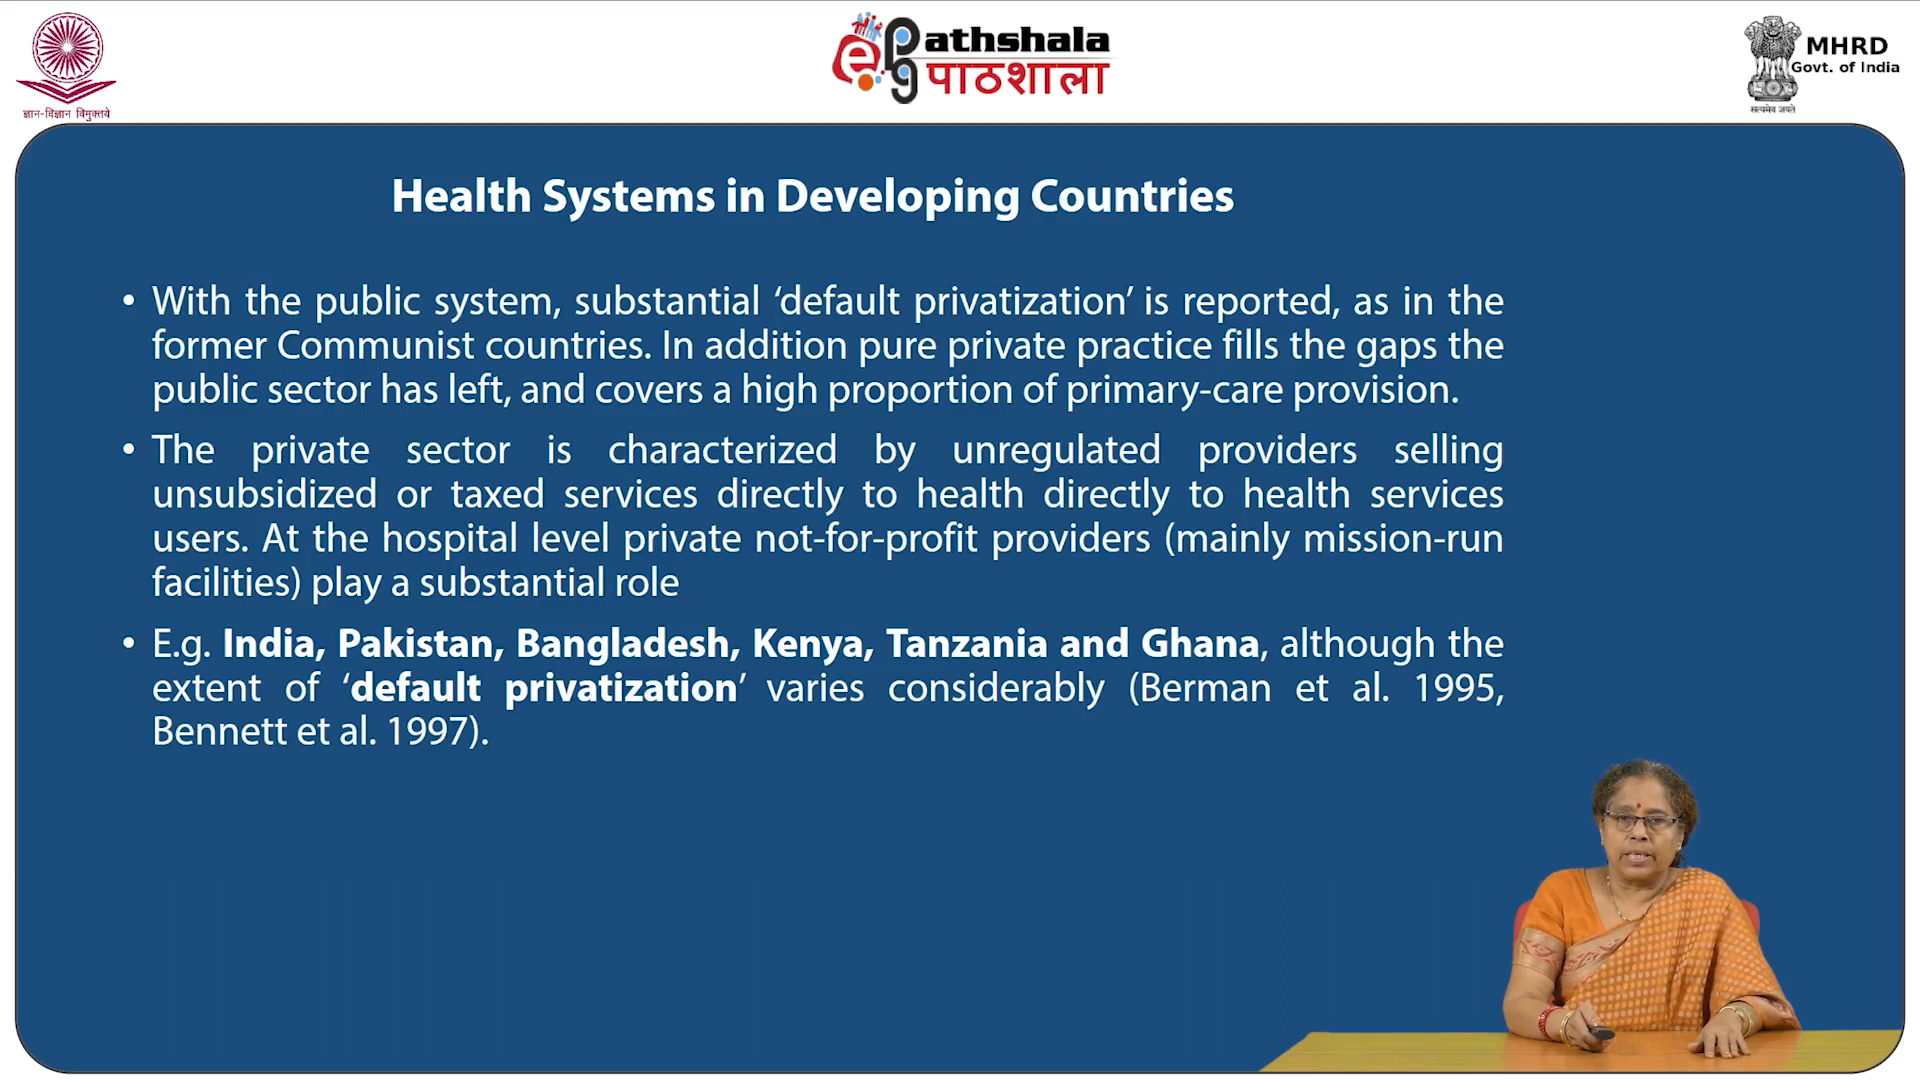 ज्ञान-विज्ञान विमुक्तये
ePG Pathshala
पाठशाला
MHRD
Govt. of India
सत्यमेव जयते
Health Systems in Developing Countries
• With the public system, substantial ‘default privatization’ is reported, as in the
former Communist countries. In addition pure private practice fills the gaps the
public sector has left, and covers a high proportion of primary-care provision.
• The private sector is characterized by unregulated providers selling
unsubsidized or taxed services directly to health directly to health services
users. At the hospital level private not-for-profit providers (mainly mission-run
facilities) play a substantial role
• E.g. India, Pakistan, Bangladesh, Kenya, Tanzania and Ghana, although the
extent of ‘default privatization’ varies considerably (Berman et al. 1995,
Bennett et al. 1997).